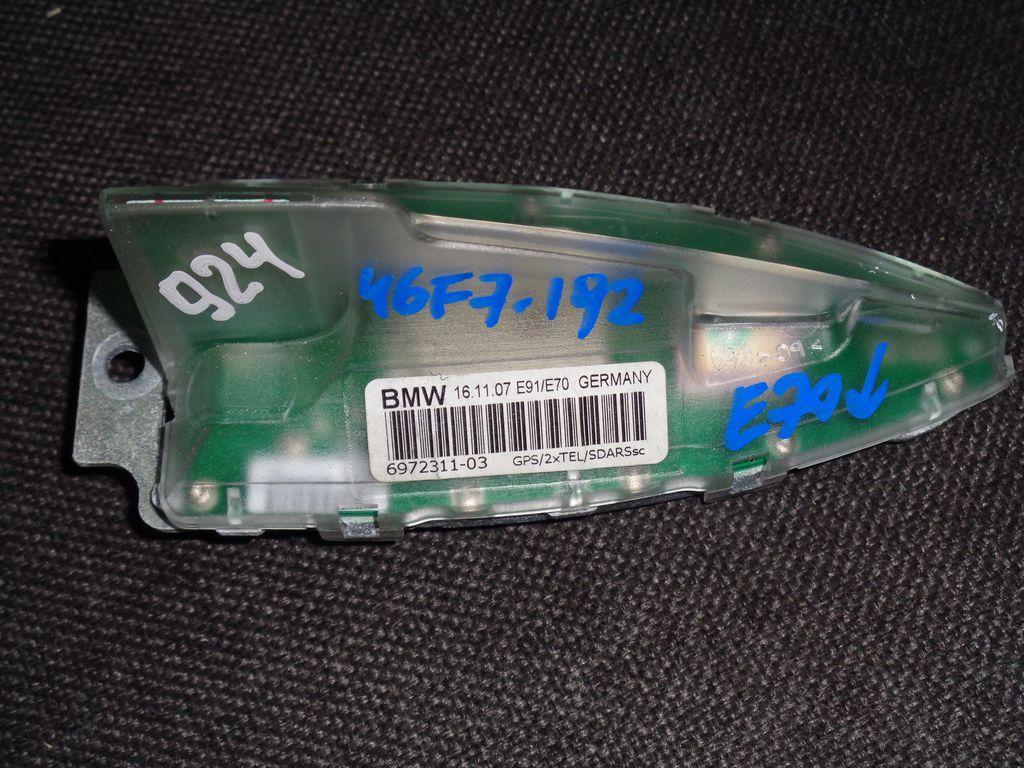 924
46F7-192
BMW 16.11.07 E91/E70 GERMANY
6972311-03 GPS/2xTEL/SDARSsc
E70↓